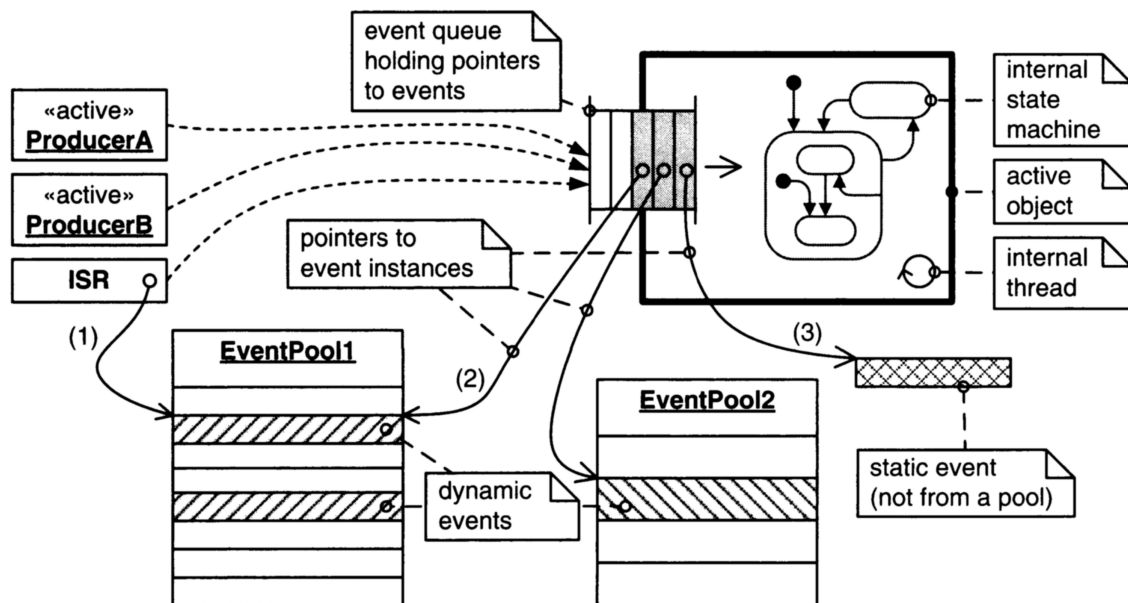 event queue
holding pointers
to events
«active»
ProducerA
«active»
ProducerB
ISR
internal
state
machine
active
object
internal
thread
pointers to
event instances
(1)
(2)
(3)
EventPool1
EventPool2
dynamic
events
static event
(not from a pool)